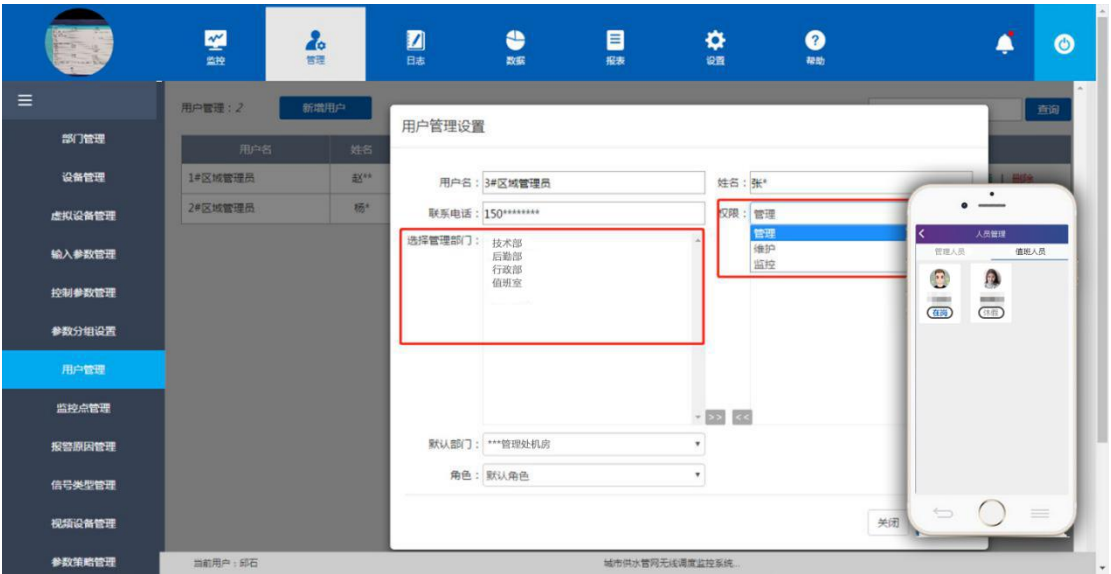 监控
管理
日志
数据
报表
设置
帮助
部门管理
设备管理
虚拟设备管理
输入参数管理
控制参数管理
参数分组设置
用户管理
监控点管理
报警原因管理
信号类型管理
视频设备管理
参数策略管理
用户管理:2
新增用户
查询
用户名
姓名
1#区域管理员
赵**
删除
2#区域管理员
杨*
用户管理设置
用户名:
3#区域管理员
姓名:
张*
联系电话:
150********
权限:
管理
管理
维护
监控
选择管理部门:
技术部
后勤部
行政部
值班室
>>
<<
默认部门:
***管理处机房
角色:
默认角色
关闭
人员管理
管理人员
值班人员
在岗
休假
当前用户:邱石
城市供水管网无线调度监控系统...